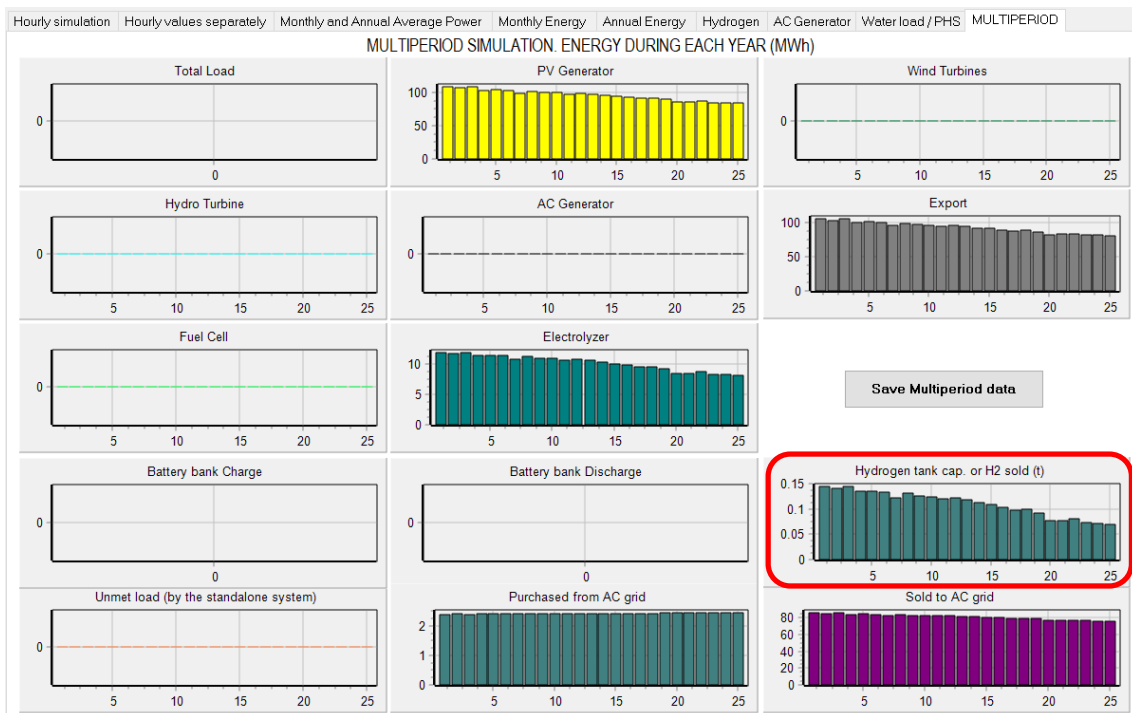 Hourly simulation Hourly values separately Monthly and Annual Average Power Monthly Energy Annual Energy Hydrogen AC Generator Water load / PHS MULTIPERIOD
MULTIPERIOD SIMULATION. ENERGY DURING EACH YEAR (MWh)
Total Load
0
0
PV Generator
100
50
0
5 10 15 20 25
Wind Turbines
0
5 10 15 20 25
Hydro Turbine
0
5 10 15 20 25
AC Generator
0
5 10 15 20 25
Export
100
50
0
5 10 15 20 25
Fuel Cell
0
5 10 15 20 25
Electrolyzer
10
5
0
5 10 15 20 25
Save Multiperiod data
Battery bank Charge
0
0
Battery bank Discharge
0
0
Hydrogen tank cap. or H2 sold (t)
0.15
0.1
0.05
0
5 10 15 20 25
Unmet load (by the standalone system)
0
5 10 15 20 25
Purchased from AC grid
2
1
0
5 10 15 20 25
Sold to AC grid
80
60
40
20
0
5 10 15 20 25